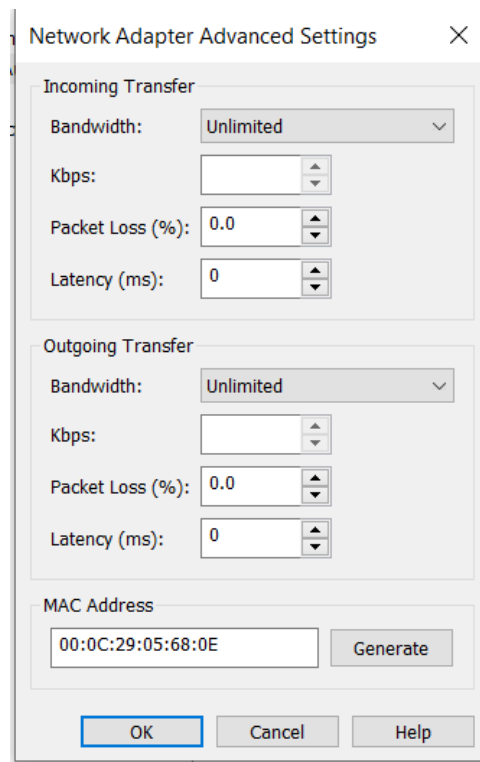 Network Adapter Advanced Settings
Incoming Transfer
Bandwidth: Unlimited
Kbps:
Packet Loss (%): 0.0
Latency (ms): 0
Outgoing Transfer
Bandwidth: Unlimited
Kbps:
Packet Loss (%): 0.0
Latency (ms): 0
MAC Address
00:0C:29:05:68:0E Generate
OK Cancel Help